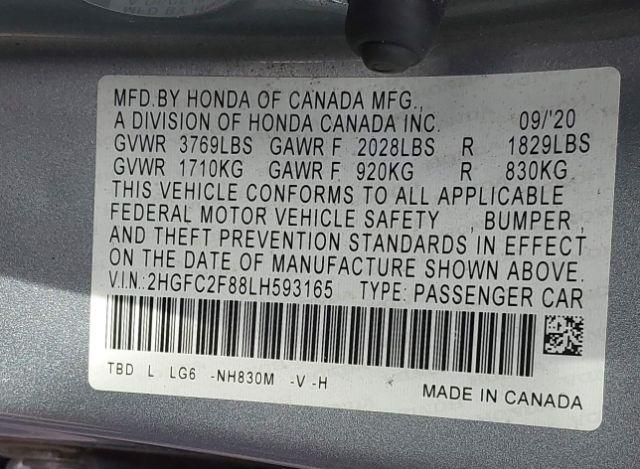 MFD.BY HONDA OF CANADA MFG.,
A DIVISION OF HONDA CANADA INC. 09/'20
GVWR 3769LBS GAWR F 2028LBS R 1829LBS
GVWR 1710KG GAWR F 920KG R 830KG
THIS VEHICLE CONFORMS TO ALL APPLICABLE
FEDERAL MOTOR VEHICLE SAFETY , BUMPER ,
AND THEFT PREVENTION STANDARDS IN EFFECT
ON THE DATE OF MANUFACTURE SHOWN ABOVE.
V.I.N.:2HGFC2F88LH593165 TYPE: PASSENGER CAR
TBD L LG6 -NH830M -V -H
MADE IN CANADA